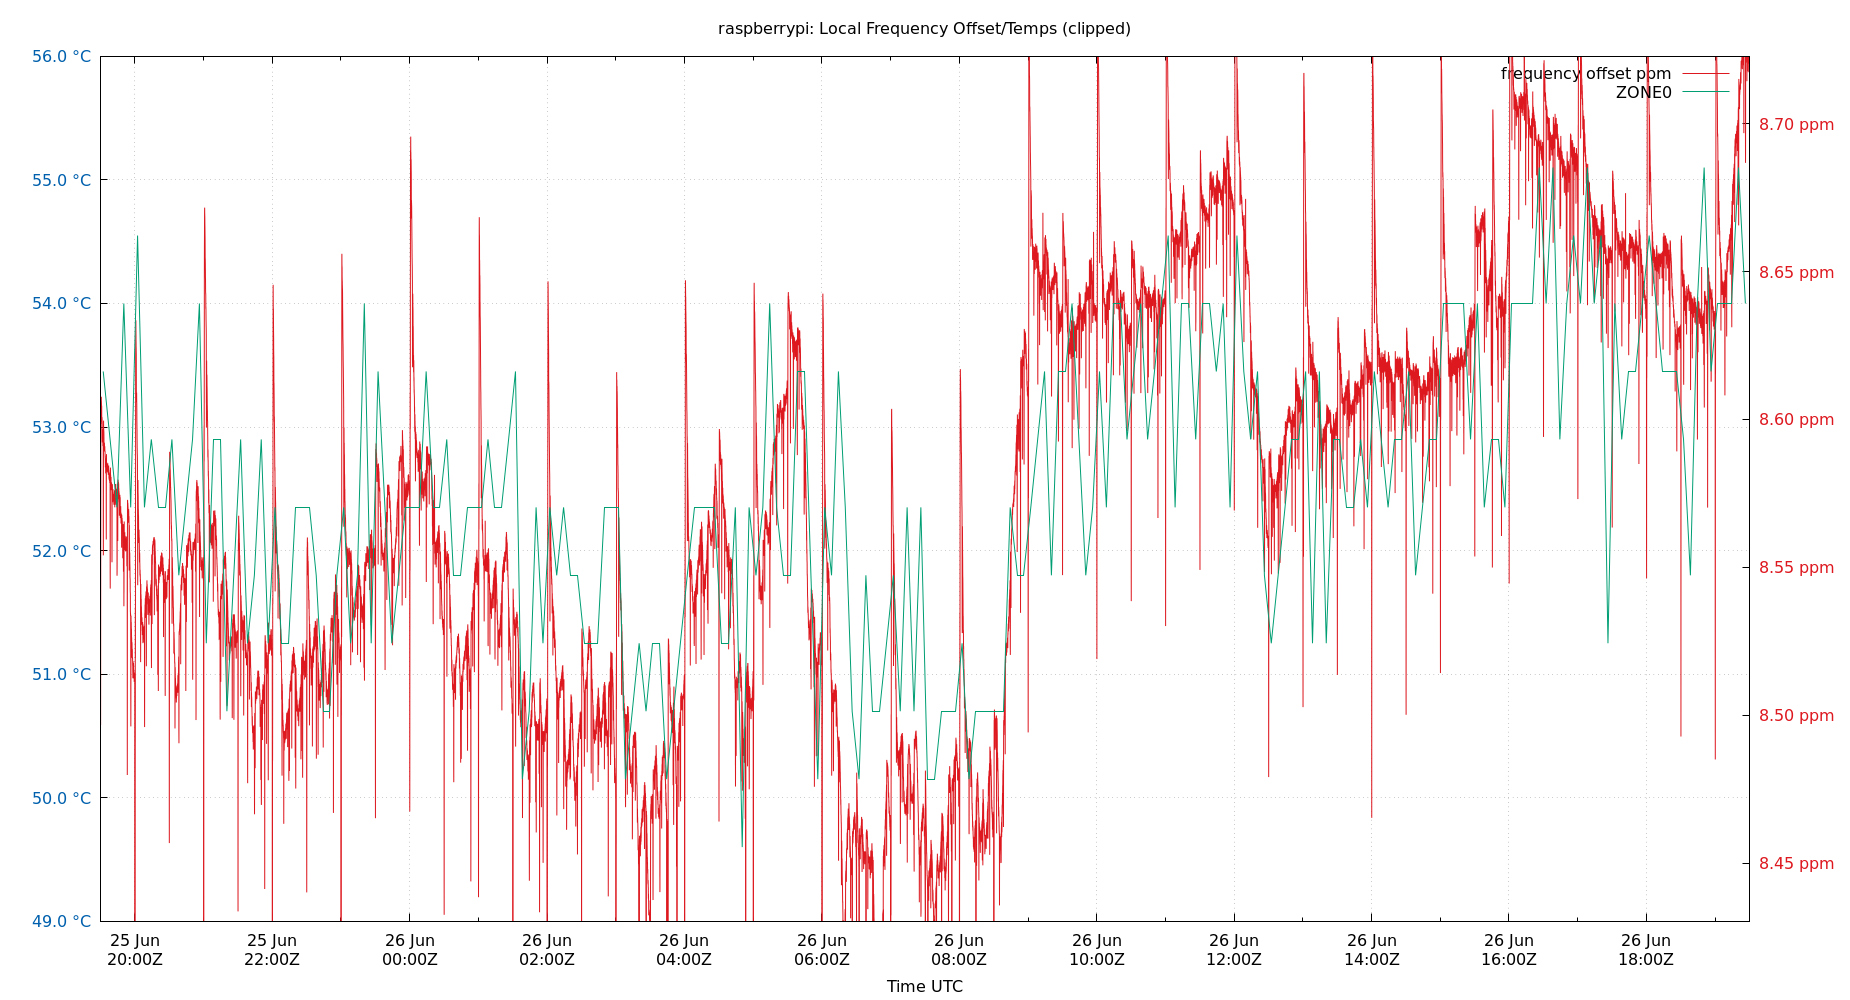 raspberrypi: Local Frequency Offset/Temps (clipped)
56.0 °C
55.0 °C
54.0 °C
53.0 °C
52.0 °C
51.0 °C
50.0 °C
49.0 °C
frequency offset ppm
ZONE0
8.70 ppm
8.65 ppm
8.60 ppm
8.55 ppm
8.50 ppm
8.45 ppm
25 Jun 25 Jun 26 Jun 26 Jun 26 Jun 26 Jun 26 Jun 26 Jun 26 Jun 26 Jun 26 Jun 26 Jun
20:00Z 22:00Z 00:00Z 02:00Z 04:00Z 06:00Z 08:00Z 10:00Z 12:00Z 14:00Z 16:00Z 18:00Z
Time UTC